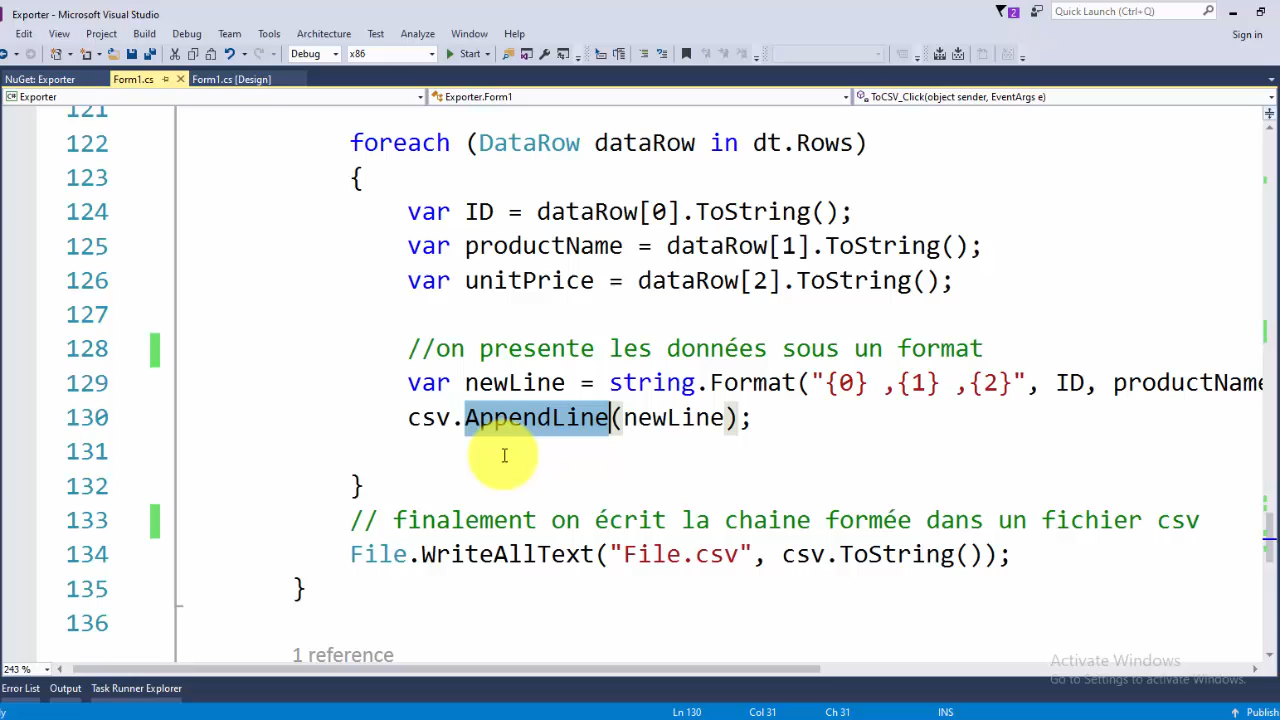 Exporter - Microsoft Visual Studio
2
Quick Launch (Ctrl+Q)
File Edit View Project Build Debug Team Tools Architecture Test Analyze Window Help
Sign in
Debug x86 Start
NuGet: Exporter Form1.cs Form1.cs [Design]
Exporter Exporter.Form1 ToCSV_Click(object sender, EventArgs e)
121
122 foreach (DataRow dataRow in dt.Rows)
123 {
124 var ID = dataRow[0].ToString();
125 var productName = dataRow[1].ToString();
126 var unitPrice = dataRow[2].ToString();
127
128 //on presente les données sous un format
129 var newLine = string.Format("{0} ,{1} ,{2}", ID, productName
130 csv.AppendLine(newLine);
131
132 }
133 // finalement on écrit la chaine formée dans un fichier csv
134 File.WriteAllText("File.csv", csv.ToString());
135 }
136
1 reference
243 %
Activate Windows
Go to Settings to activate Windows.
Error List Output Task Runner Explorer
Ln 130 Col 31 Ch 31 INS Publish